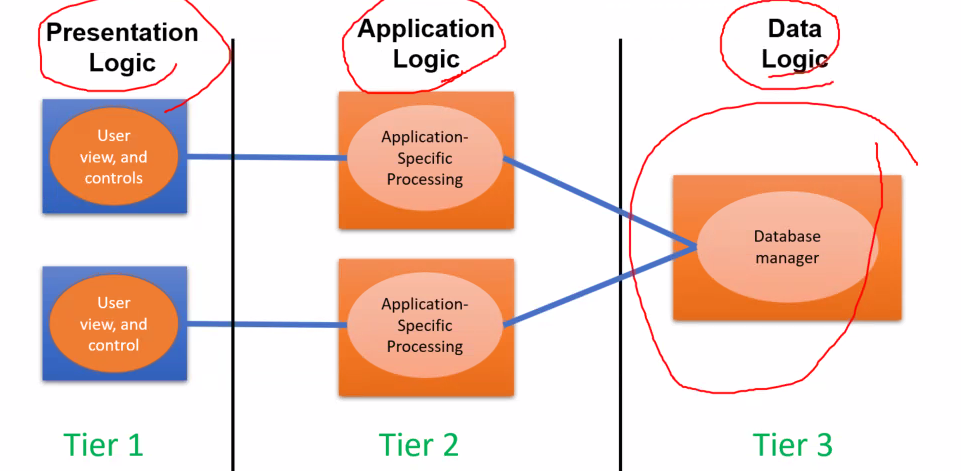 Presentation
Logic
Application
Logic
Data
Logic
User
view, and
controls
Application-
Specific
Processing
Database
manager
User
view, and
control
Application-
Specific
Processing
Tier 1
Tier 2
Tier 3